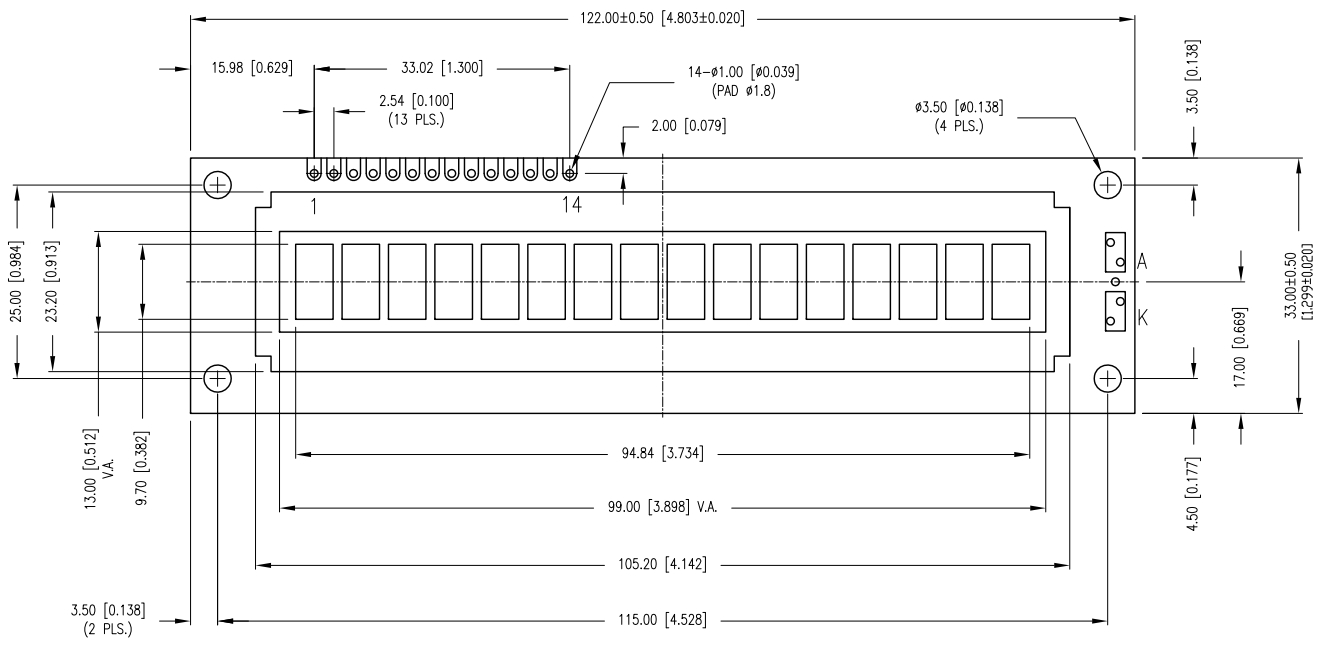 122.00±0.50 [4.803±0.020]
15.98 [0.629]
33.02 [1.300]
14-ø1.00 [ø0.039]
(PAD ø1.8)
2.54 [0.100]
(13 PLS.)
2.00 [0.079]
ø3.50 [ø0.138]
(4 PLS.)
3.50 [0.138]
1
14
A
K
25.00 [0.984]
23.20 [0.913]
13.00 [0.512]
V.A.
9.70 [0.382]
33.00±0.50
[1.299±0.020]
17.00 [0.669]
4.50 [0.177]
94.84 [3.734]
99.00 [3.898] V.A.
105.20 [4.142]
3.50 [0.138]
(2 PLS.)
115.00 [4.528]